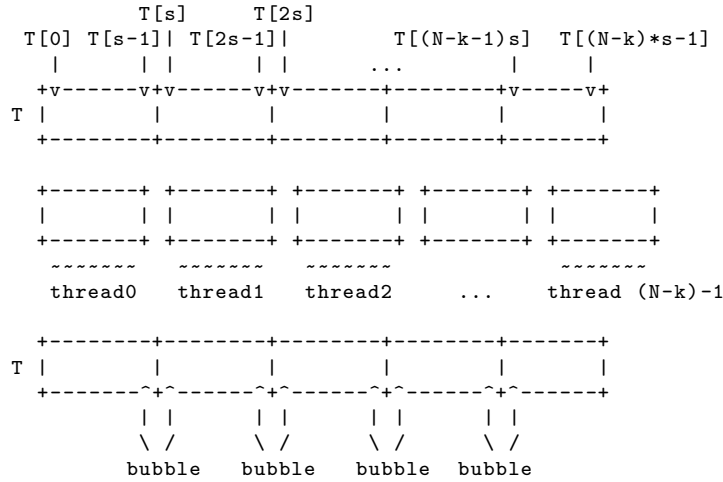 T[s] T[2s]
T[0] T[s-1]| T[2s-1]| T[(N-k-1)s] T[(N-k)*s-1]
| | | | | ... | |
+v------v+v------v+v------+-------+v-----v+
T | | | | | |
+-------+-------+-------+-------+-------+
+-------+ +-------+ +-------+ +-------+ +-------+
| | | | | | | | | |
+-------+ +-------+ +-------+ +-------+ +-------+
~~~~~~~ ~~~~~~~ ~~~~~~~ ~~~~~~~
thread0 thread1 thread2 ... thread (N-k)-1
+-------+-------+-------+-------+-------+
T | | | | | |
+-------^+^------^+^------^+^------^+^------+
| | | | | | | |
\ / \ / \ / \ /
bubble bubble bubble bubble